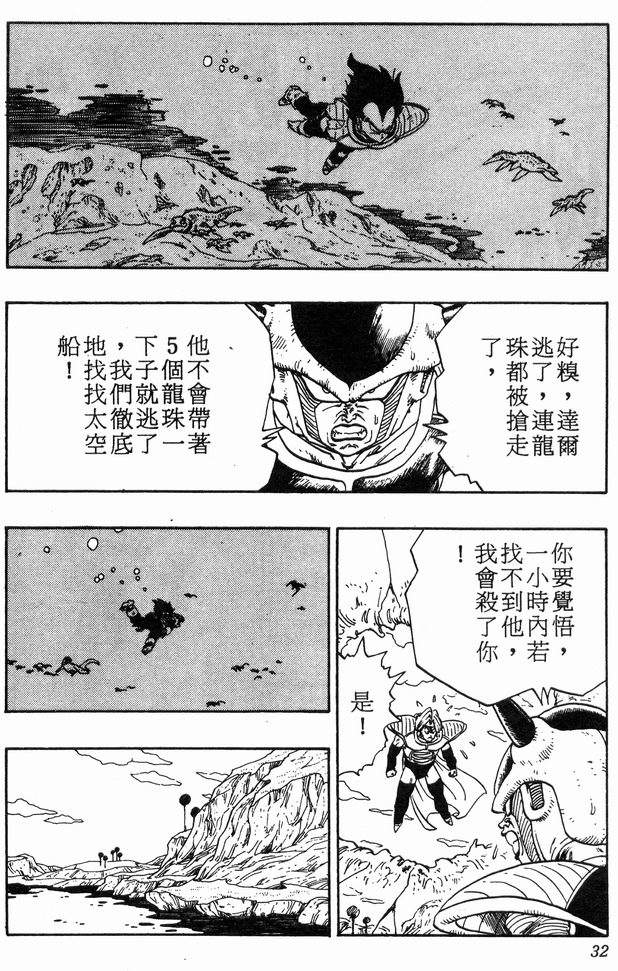 好糗，達爾
逃了，連龍
珠都被搶走
了，
他不會帶著
5個龍珠一
下子就逃了
，我們徹底
地找找太空
船！
你要覺悟，
一小時內若
找不到他，
我會殺了你
！
是！
32